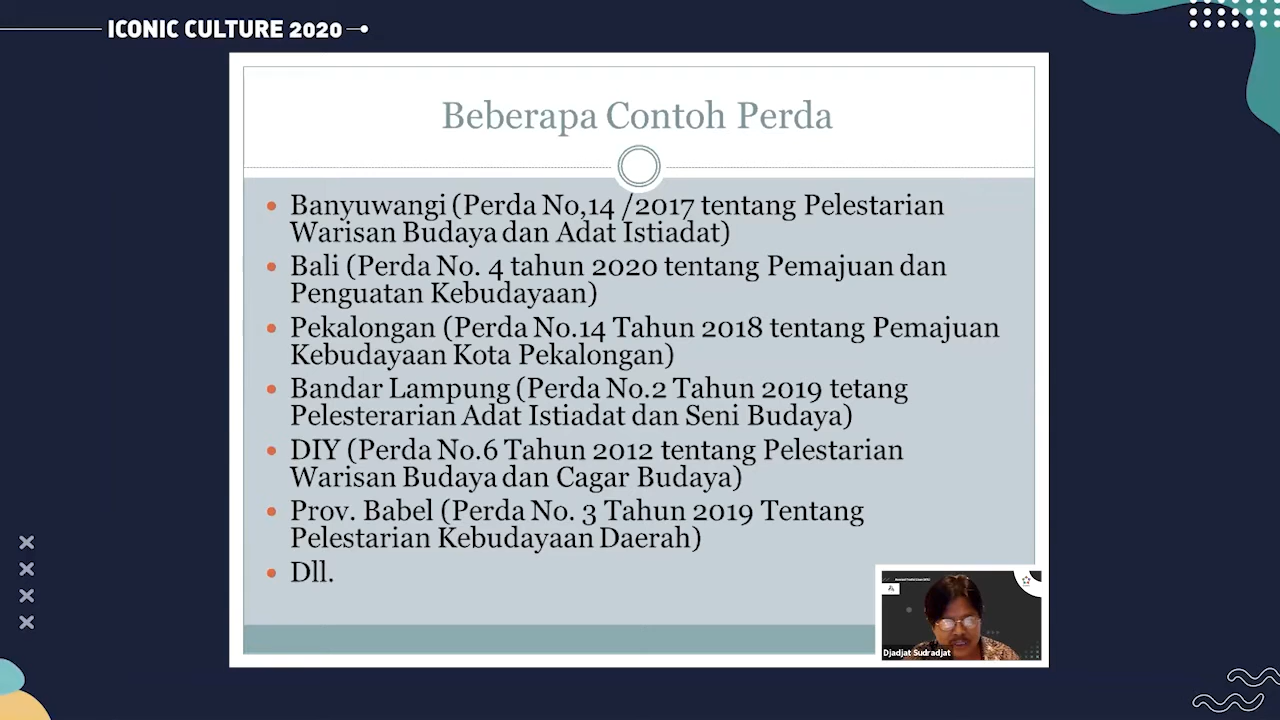 ICONIC CULTURE 2020
Beberapa Contoh Perda
Banyuwangi (Perda No,14 /2017 tentang Pelestarian
Warisan Budaya dan Adat Istiadat)
Bali (Perda No. 4 tahun 2020 tentang Pemajuan dan
Penguatan Kebudayaan)
Pekalongan (Perda No.14 Tahun 2018 tentang Pemajuan
Kebudayaan Kota Pekalongan)
Bandar Lampung (Perda No.2 Tahun 2019 tetang
Pelesterarian Adat Istiadat dan Seni Budaya)
DIY (Perda No.6 Tahun 2012 tentang Pelestarian
Warisan Budaya dan Cagar Budaya)
Prov. Babel (Perda No. 3 Tahun 2019 Tentang
Pelestarian Kebudayaan Daerah)
Dll.
Djadjat Sudradjat